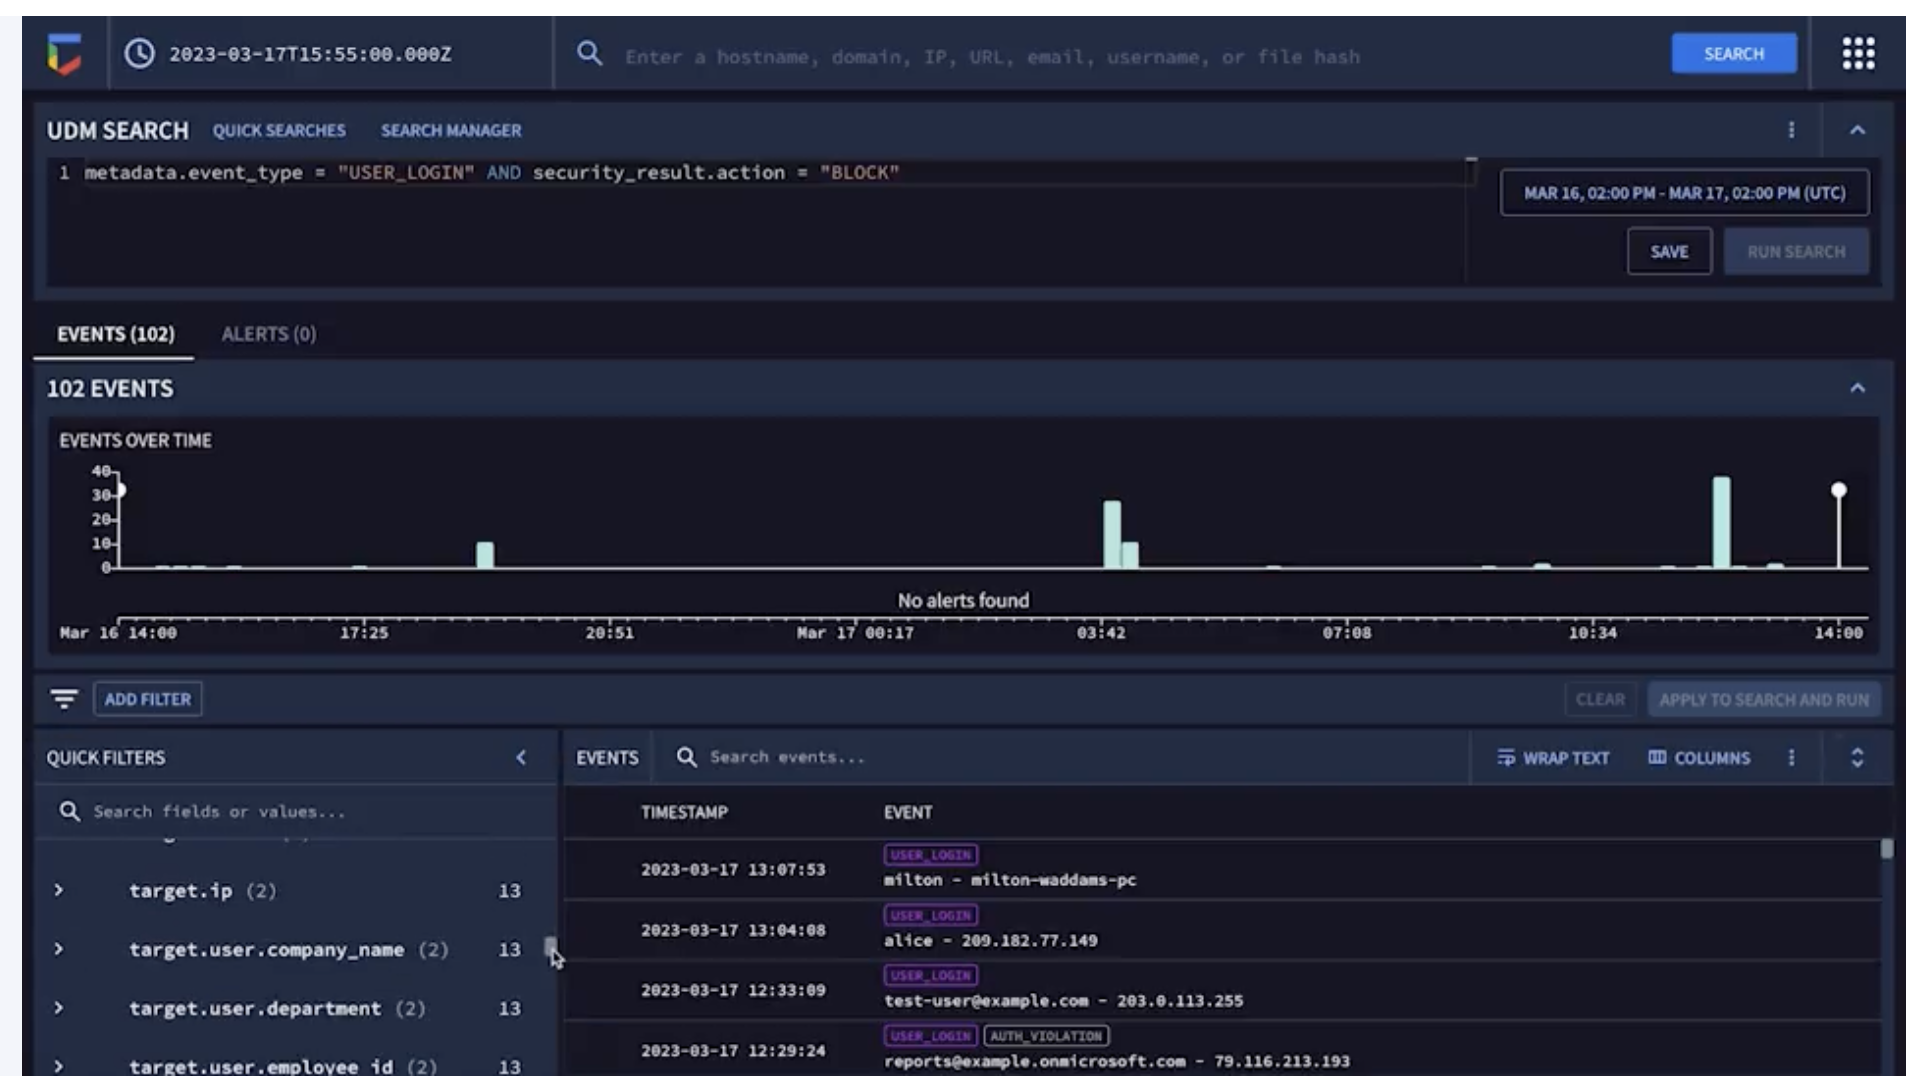 2023-03-17T15:55:00.000Z
Enter a hostname, domain, IP, URL, email, username, or file hash
SEARCH
UDM SEARCH QUICK SEARCHES SEARCH MANAGER
1 metadata.event_type = "USER_LOGIN" AND security_result.action = "BLOCK"
MAR 16, 02:00 PM - MAR 17, 02:00 PM (UTC)
SAVE RUN SEARCH
EVENTS (102) ALERTS (0)
102 EVENTS
EVENTS OVER TIME
40
30
20
10
0
No alerts found
Mar 16 14:00 17:25 20:51 Mar 17 00:17 03:42 07:08 10:34 14:00
ADD FILTER CLEAR APPLY TO SEARCH AND RUN
QUICK FILTERS
Search fields or values...
target.ip (2) 13
target.user.company_name (2) 13
target.user.department (2) 13
target.user.employee_id (2) 13
EVENTS Search events... WRAP TEXT COLUMNS
TIMESTAMP EVENT
USER_LOGIN
2023-03-17 13:07:53 milton - milton-waddams-pc
USER_LOGIN
2023-03-17 13:04:08 alice - 209.182.77.149
USER_LOGIN
2023-03-17 12:33:09 test-user@example.com - 203.0.113.255
USER_LOGIN AUTH_VIOLATION
2023-03-17 12:29:24 reports@example.onmicrosoft.com - 79.116.213.193